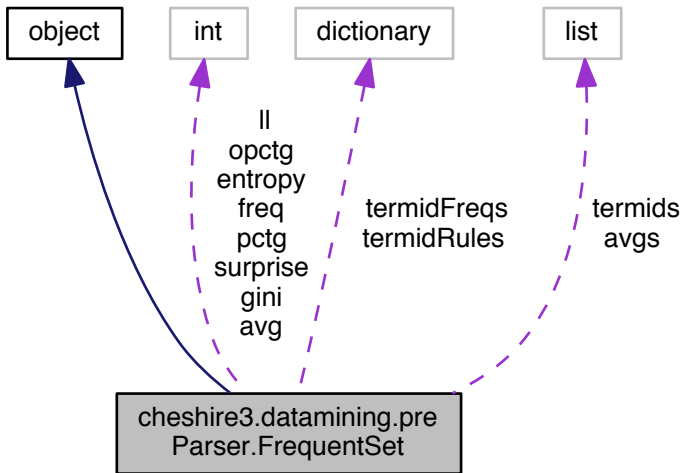 object
int
dictionary
list
ll
opctg
entropy
freq
pctg
surprise
gini
avg
termidFreqs
termidRules
termids
avgs
cheshire3.datamining.pre
Parser.FrequentSet